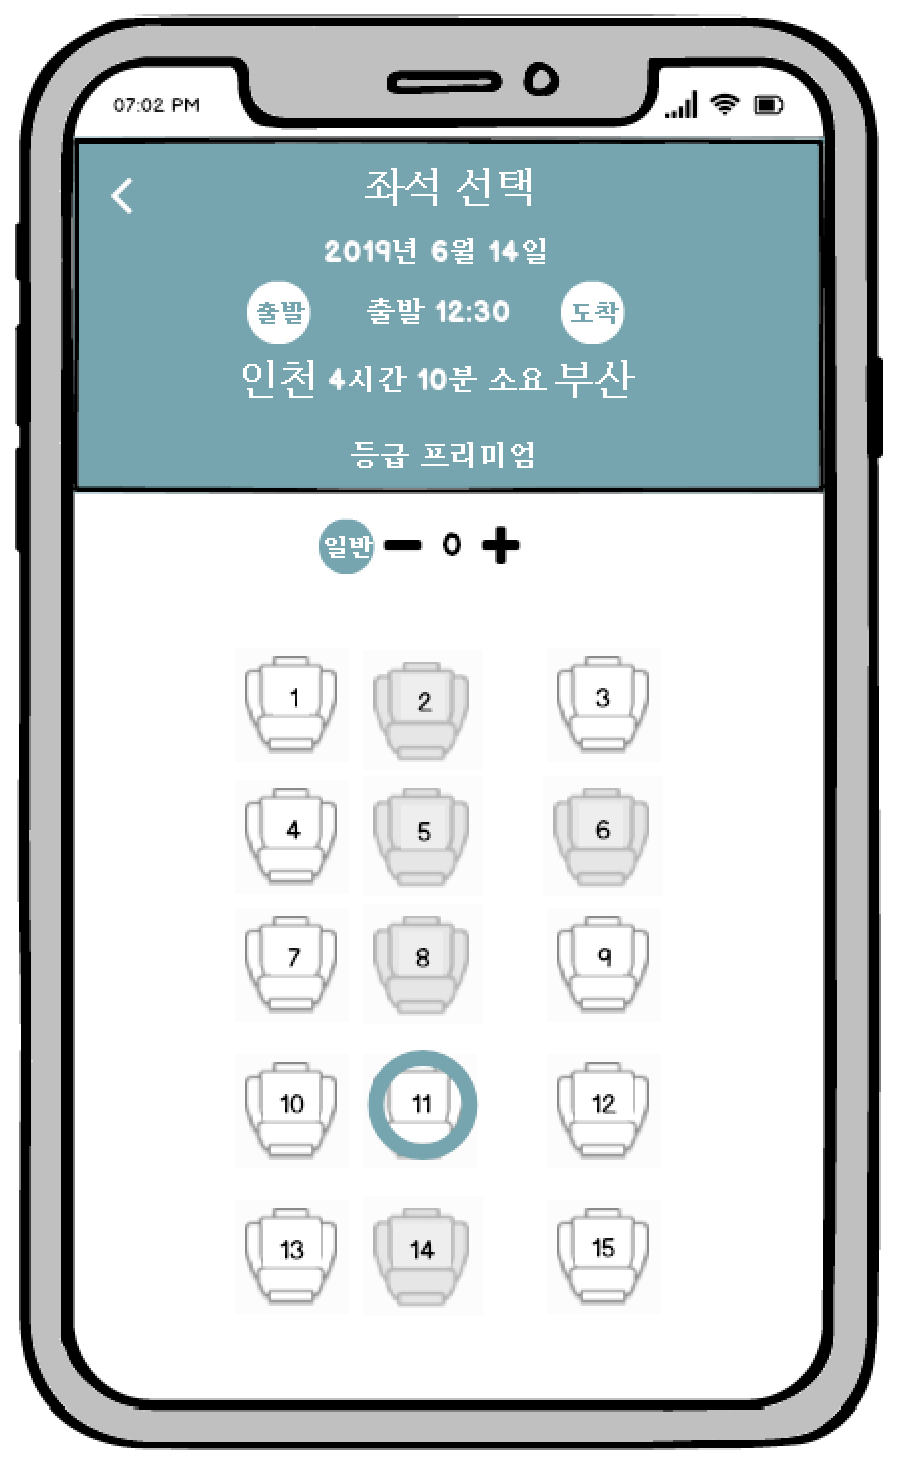 07:02 PM
좌석 선택
2019년 6월 14일
출발 출발 12:30 도착
인천 4시간 10분 소요 부산
등급 프리미엄
일반 0
1 2 3
4 5 6
7 8 9
10 11 12
13 14 15